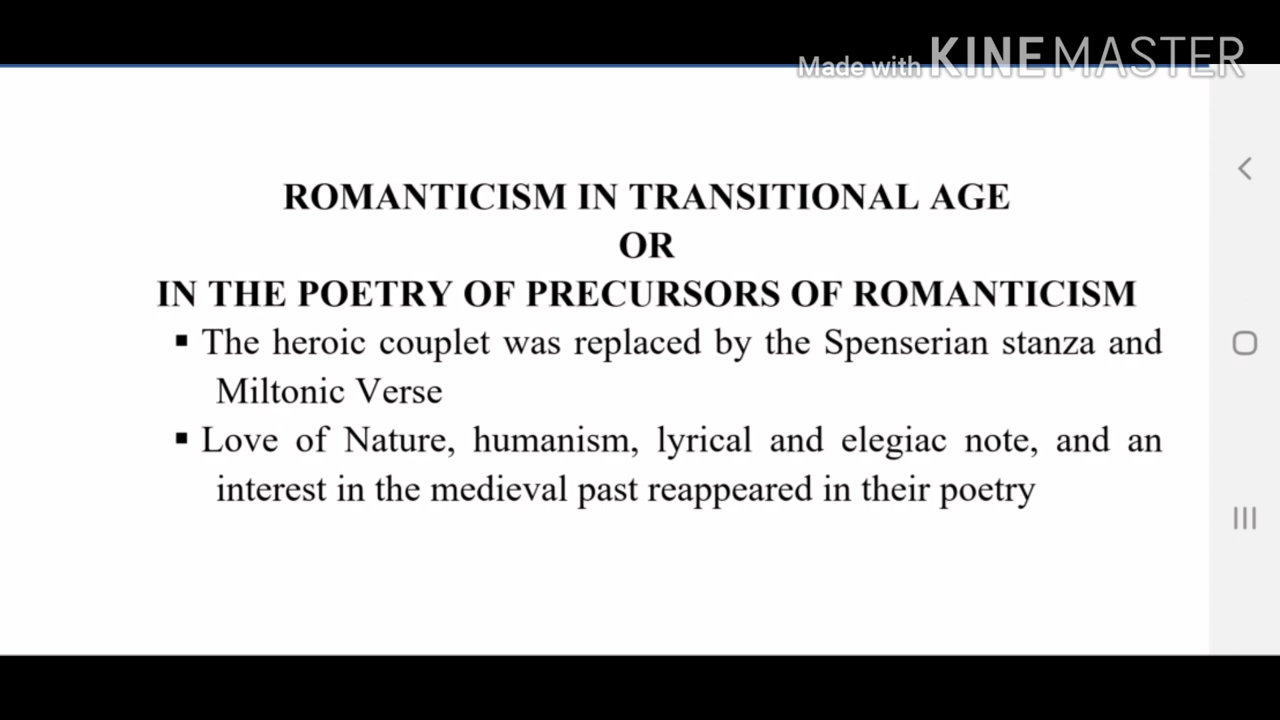 Made with KINEMASTER
ROMANTICISM IN TRANSITIONAL AGE
OR
IN THE POETRY OF PRECURSORS OF ROMANTICISM
▪ The heroic couplet was replaced by the Spenserian stanza and
Miltonic Verse
▪ Love of Nature, humanism, lyrical and elegiac note, and an
interest in the medieval past reappeared in their poetry